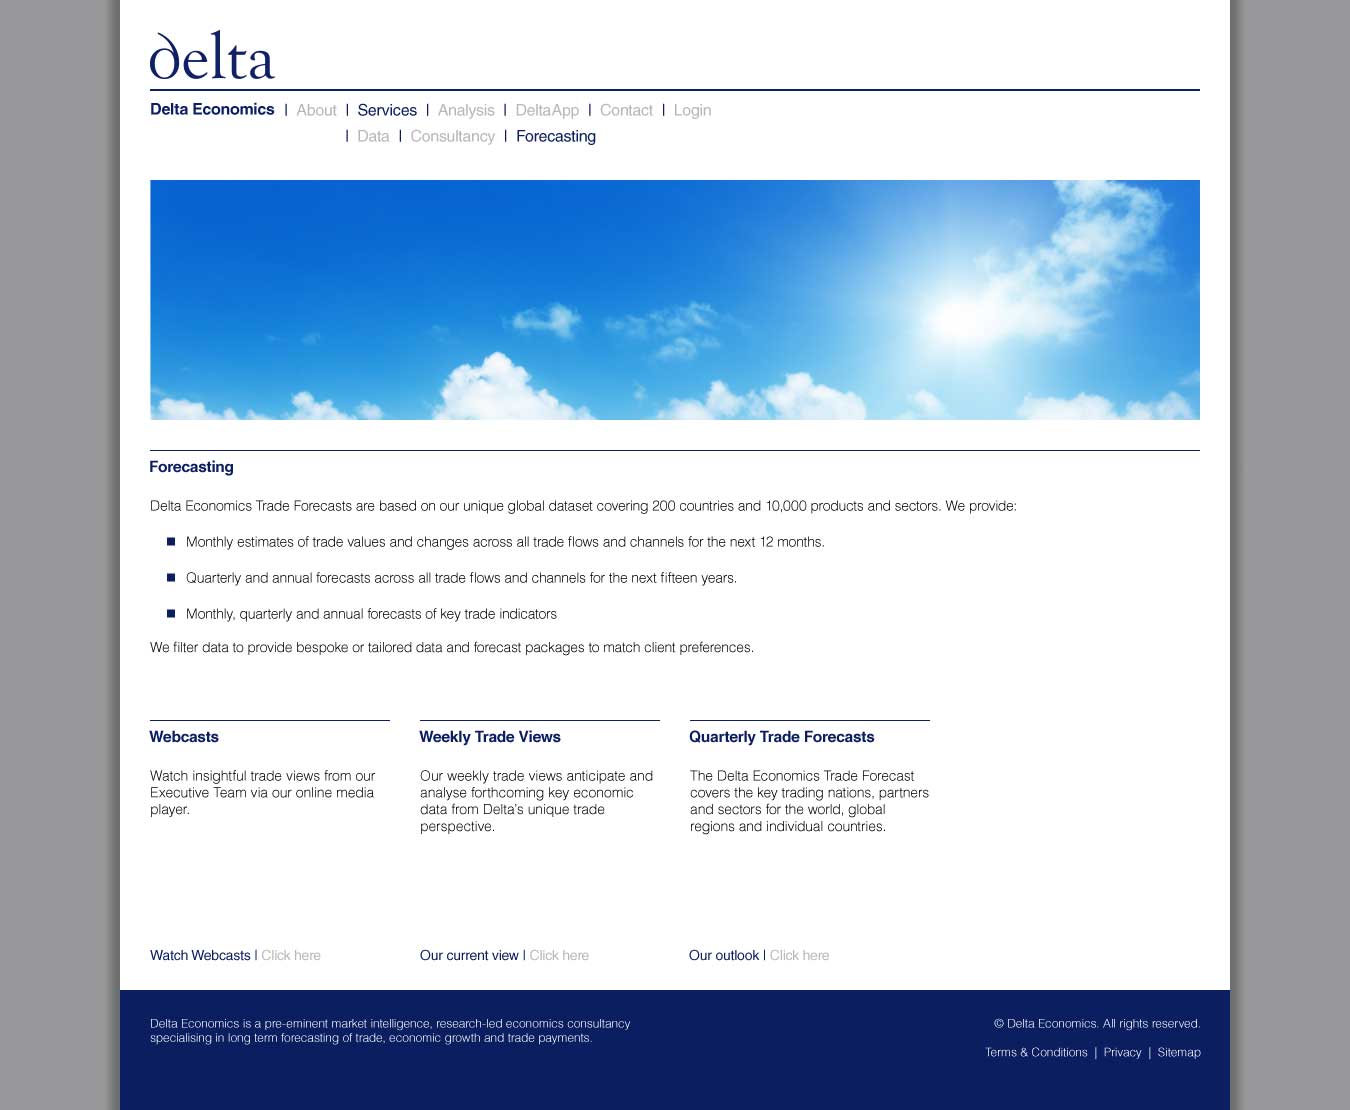 delta
Delta Economics | About | Services | Analysis | DeltaApp | Contact | Login
| Data | Consultancy | Forecasting
Forecasting
Delta Economics Trade Forecasts are based on our unique global dataset covering 200 countries and 10,000 products and sectors. We provide:
Monthly estimates of trade values and changes across all trade flows and channels for the next 12 months.
Quarterly and annual forecasts across all trade flows and channels for the next fifteen years.
Monthly, quarterly and annual forecasts of key trade indicators
We filter data to provide bespoke or tailored data and forecast packages to match client preferences.
Webcasts
Watch insightful trade views from our
Executive Team via our online media
player.
Watch Webcasts | Click here
Weekly Trade Views
Our weekly trade views anticipate and
analyse forthcoming key economic
data from Delta's unique trade
perspective.
Our current view | Click here
Quarterly Trade Forecasts
The Delta Economics Trade Forecast
covers the key trading nations, partners
and sectors for the world, global
regions and individual countries.
Our outlook | Click here
Delta Economics is a pre-eminent market intelligence, research-led economics consultancy
specialising in long term forecasting of trade, economic growth and trade payments.
© Delta Economics. All rights reserved.
Terms & Conditions | Privacy | Sitemap